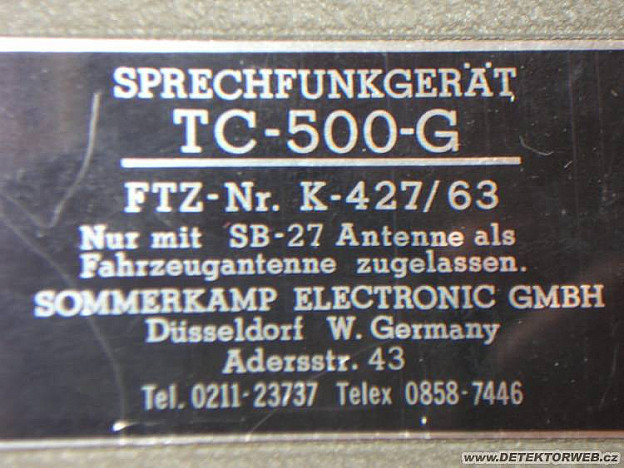 SPRECHFUNKGERÄT
TC-500-G
FTZ-Nr. K-427/63
Nur mit SB-27 Antenne als
Fahrzeugantenne zugelassen.
SOMMERKAMP ELECTRONIC GMBH
Düsseldorf W. Germany
Adersstr. 43
Tel. 0211-23737 Telex 0858-7446
www.DETEKTORWEB.cz